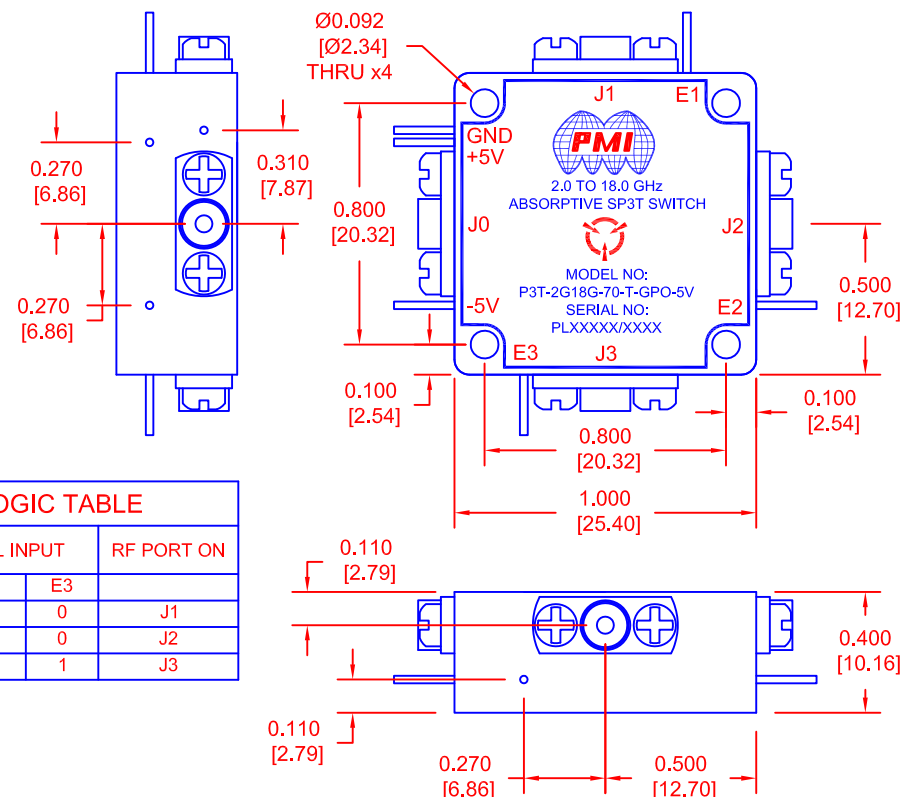 Ø0.092
[Ø2.34]
THRU x4
0.270
[6.86]
0.310
[7.87]
0.270
[6.86]
0.800
[20.32]
J1
E1
GND
+5V
PMI
2.0 TO 18.0 GHz
ABSORPTIVE SP3T SWITCH
J0
J2
MODEL NO:
P3T-2G18G-70-T-GPO-5V
SERIAL NO:
PLXXXXX/XXXX
-5V
E2
E3
J3
0.500
[12.70]
0.100
[2.54]
0.100
[2.54]
0.800
[20.32]
1.000
[25.40]
TABLE
INPUT
RF PORT ON
E3
0 J1
0 J2
1 J3
0.110
[2.79]
0.400
[10.16]
0.110
[2.79]
0.270
[6.86]
0.500
[12.70]